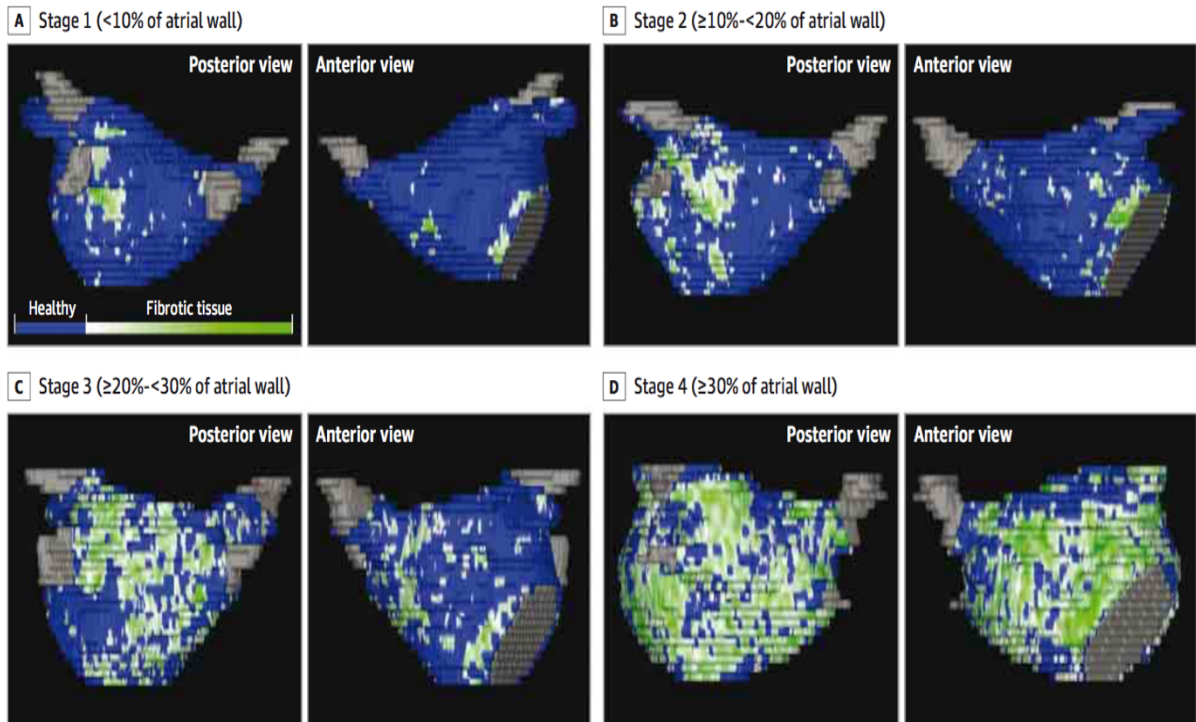 A Stage 1 (<10% of atrial wall)
Posterior view
Anterior view
Healthy
Fibrotic tissue
B Stage 2 (≥10%-<20% of atrial wall)
Posterior view
Anterior view
C Stage 3 (≥20%-<30% of atrial wall)
Posterior view
Anterior view
D Stage 4 (≥30% of atrial wall)
Posterior view
Anterior view